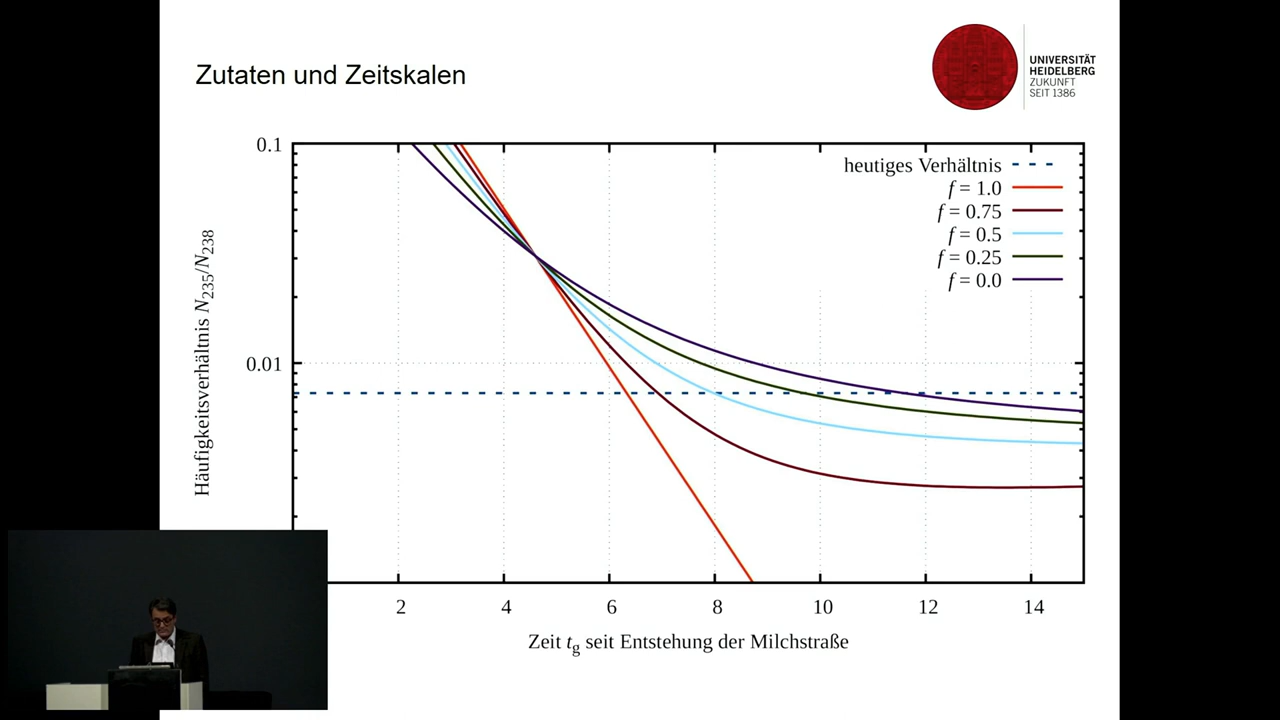 Zutaten und Zeitskalen
UNIVERSITÄT
HEIDELBERG
ZUKUNFT
SEIT 1386
0.1
0.01
Häufigkeitsverhältnis N235/N238
heutiges Verhältnis
f = 1.0
f = 0.75
f = 0.5
f = 0.25
f = 0.0
2 4 6 8 10 12 14
Zeit tg seit Entstehung der Milchstraße